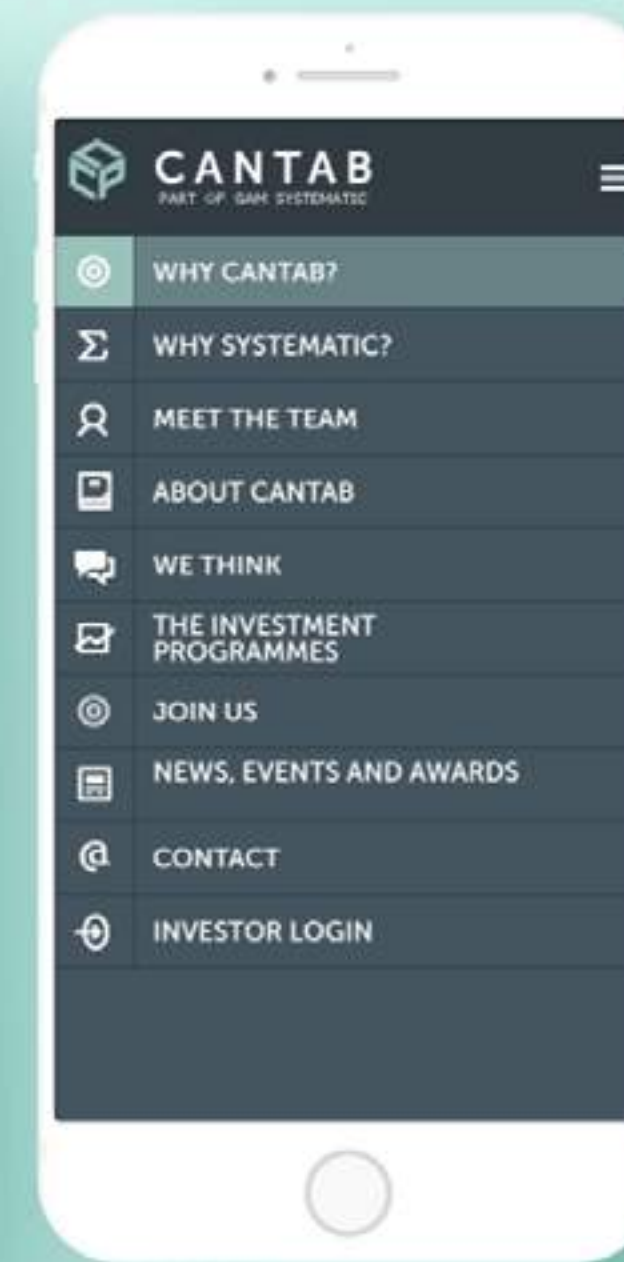 CANTAB
PART OF GAM SYSTEMATIC
WHY CANTAB?
WHY SYSTEMATIC?
MEET THE TEAM
ABOUT CANTAB
WE THINK
THE INVESTMENT
PROGRAMMES
JOIN US
NEWS, EVENTS AND AWARDS
@ CONTACT
INVESTOR LOGIN